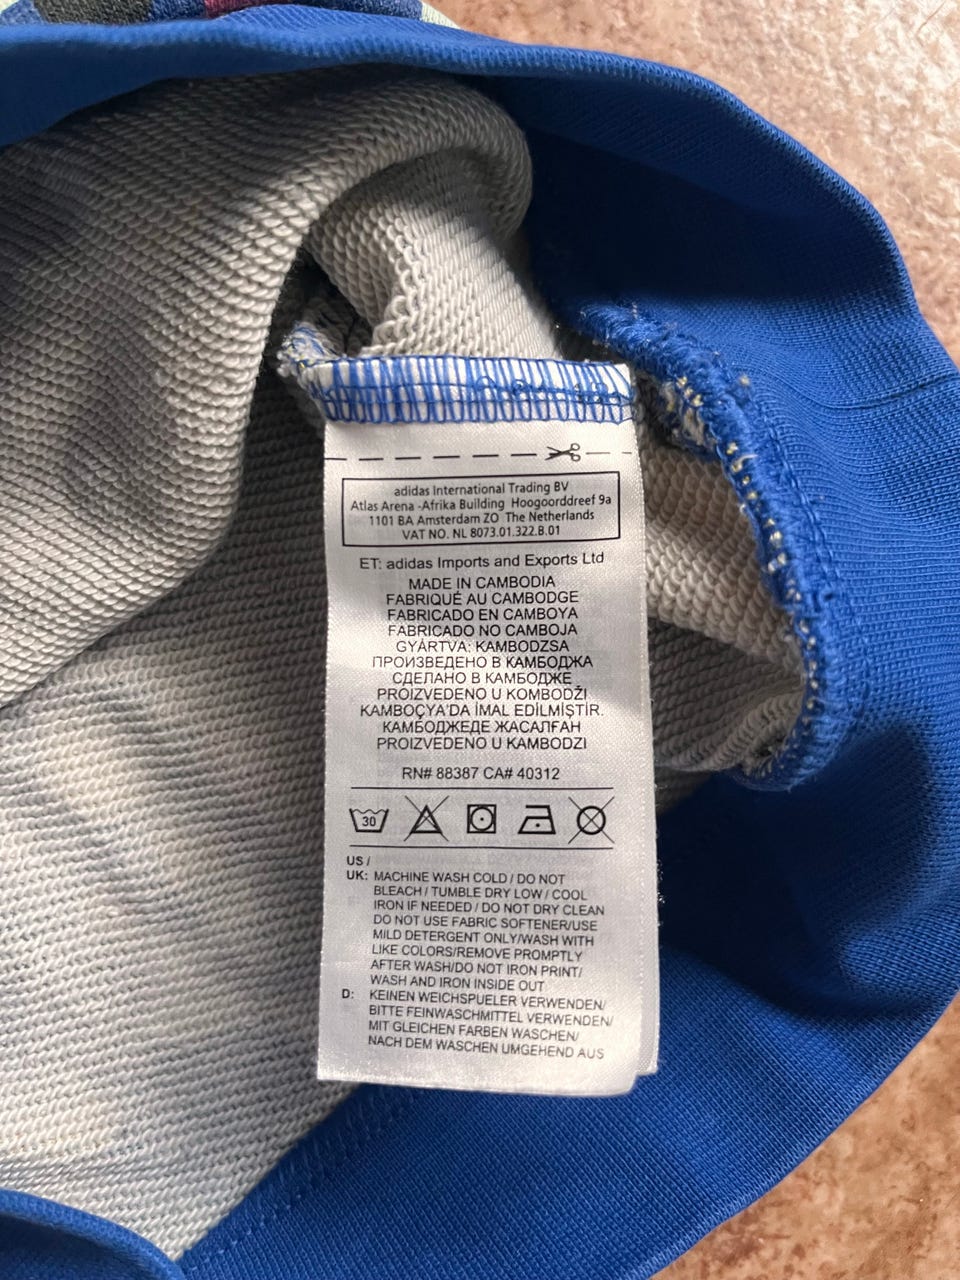 adidas International Trading BV
Atlas Arena -Afrika Building Hoogoorddreef 9a
1101 BA Amsterdam ZO The Netherlands
VAT NO. NL 8073.01.322.B.01
ET: adidas Imports and Exports Ltd
MADE IN CAMBODIA
FABRIQUÉ AU CAMBODGE
FABRICADO EN CAMBOYA
FABRICADO NO CAMBOJA
GYÁRTVA: KAMBODZSA
ПРОИЗВЕДЕНО В КАМБОДЖА
СДЕЛАНО В КАМБОДЖЕ
PROIZVEDENO U KOMBODŽI
KAMBOÇYA'DA İMAL EDİLMİŞTİR.
КАМБОДЖЕДЕ ЖАСАЛҒАН
PROIZVEDENO U KAMBODZI
RN# 88387 CA# 40312
30
US /
UK: MACHINE WASH COLD / DO NOT
BLEACH / TUMBLE DRY LOW / COOL
IRON IF NEEDED / DO NOT DRY CLEAN
DO NOT USE FABRIC SOFTENER/USE
MILD DETERGENT ONLY/WASH WITH
LIKE COLORS/REMOVE PROMPTLY
AFTER WASH/DO NOT IRON PRINT/
WASH AND IRON INSIDE OUT
D: KEINEN WEICHSPUELER VERWENDEN/
BITTE FEINWASCHMITTEL VERWENDEN/
MIT GLEICHEN FARBEN WASCHEN/
NACH DEM WASCHEN UMGEHEND AUS